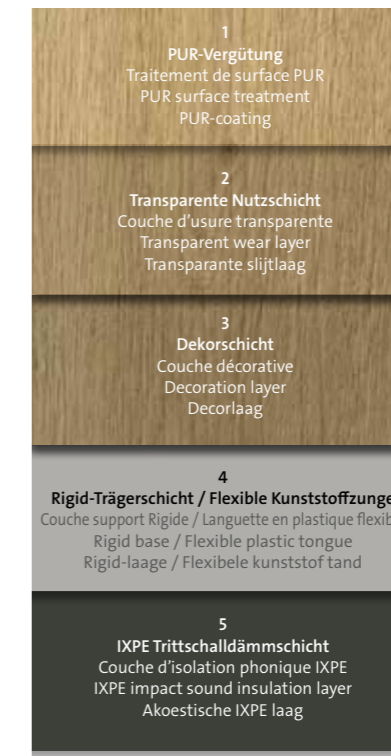 1
PUR-Vergütung
Traitement de surface PUR
PUR surface treatment
PUR-coating
2
Transparente Nutzschicht
Couche d'usure transparente
Transparent wear layer
Transparante slijtlaag
3
Dekorschicht
Couche décorative
Decoration layer
Decorlaag
4
Rigid-Trägerschicht / Flexible Kunststoffzunge
Couche support Rigide / Languette en plastique flexib
Rigid base / Flexible plastic tongue
Rigid-laage / Flexibele kunststof tand
5
IXPE Trittschalldämmschicht
Couche d'isolation phonique IXPE
IXPE impact sound insulation layer
Akoestische IXPE laag